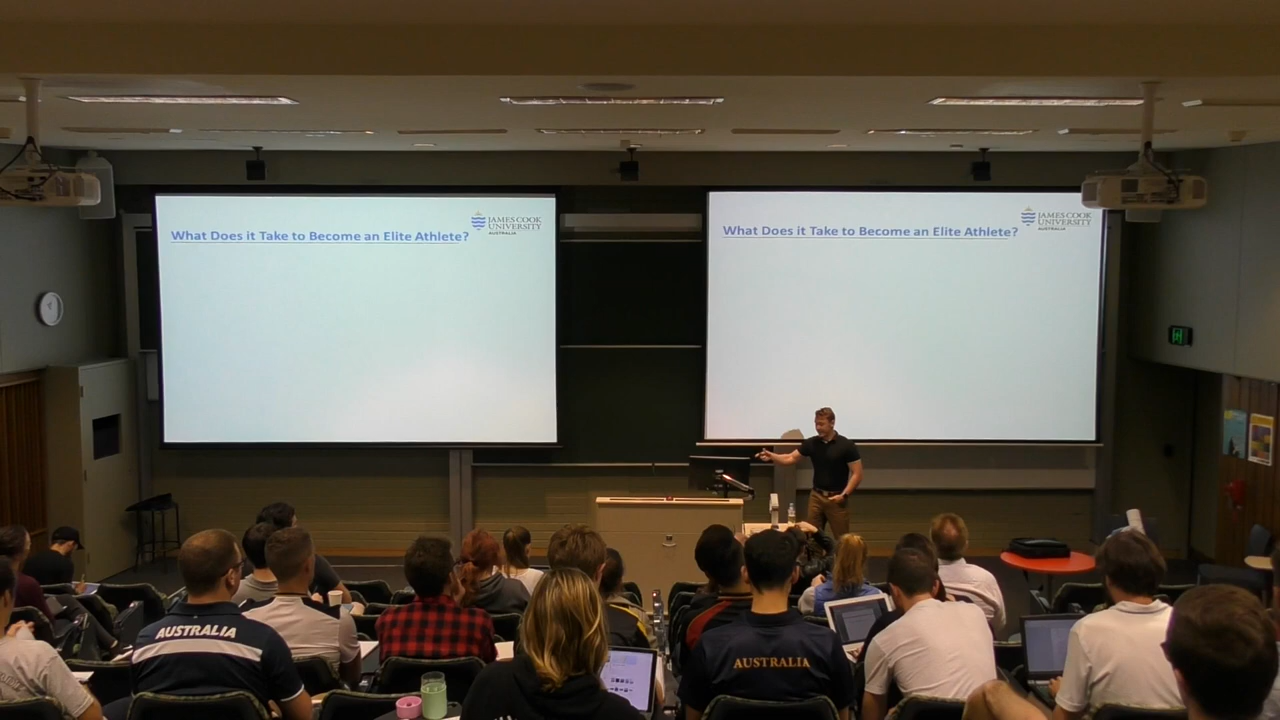 What Does it Take to Become an Elite Athlete?
JAMES COOK
UNIVERSITY
AUSTRALIA
What Does it Take to Become an Elite Athlete?
JAMES COOK
UNIVERSITY
AUSTRALIA
AUSTRALIA
AUSTRALIA